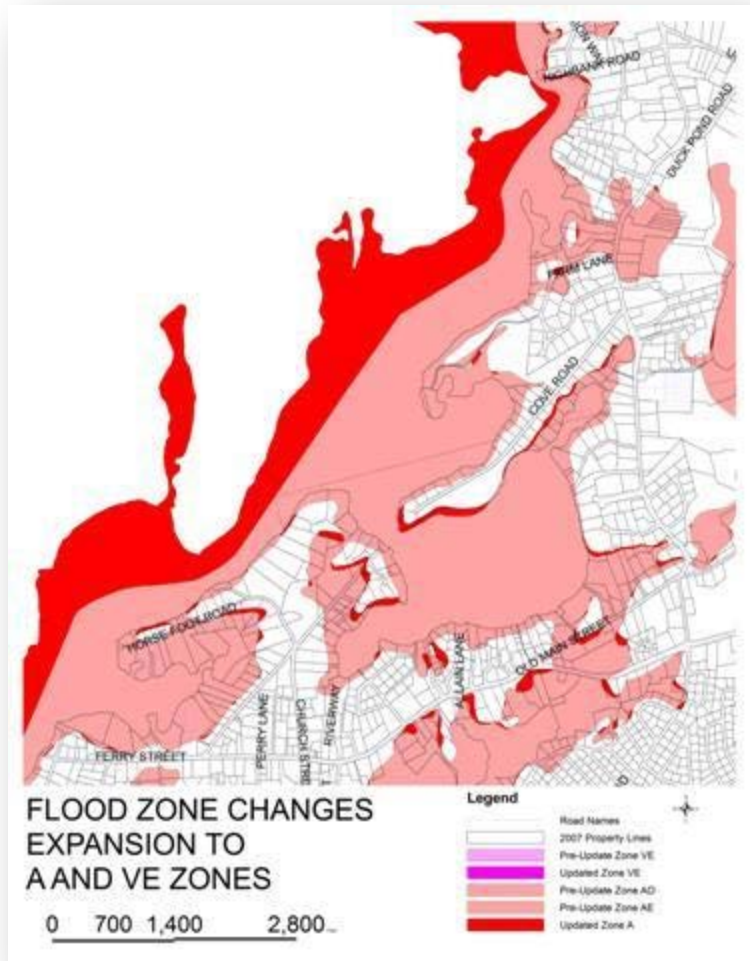 HIGHBANK ROAD
DUCK POND ROAD
FARM LANE
COVE ROAD
HORSE FOOT ROAD
OLD MAIN STREET
ALLAIN LANE
PERRY LANE
CHURCH STRE
RIVERWAY
FERRY STREET
FLOOD ZONE CHANGES
EXPANSION TO
A AND VE ZONES
0 700 1,400 2,800
Legend
Road Names
2007 Property Lines
Pre-Update Zone VE
Updated Zone VE
Pre-Update Zone AO
Pre-Update Zone AE
Updated Zone A